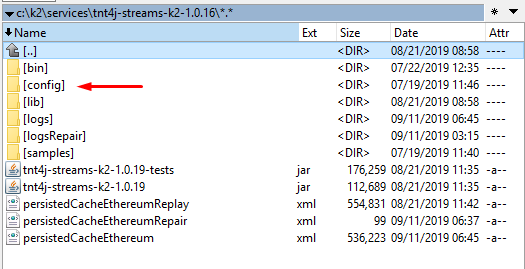 c:\k2\services\tnt4j-streams-k2-1.0.16\*.*
Name Ext Size Date Attr
[..] <DIR> 08/21/2019 08:58 ----
[bin] <DIR> 07/22/2019 12:35 ----
[config] <DIR> 07/19/2019 11:46 ----
[lib] <DIR> 08/21/2019 08:58 ----
[logs] <DIR> 09/11/2019 06:45 ----
[logsRepair] <DIR> 09/11/2019 03:15 ----
[samples] <DIR> 07/19/2019 11:40 ----
tnt4j-streams-k2-1.0.19-tests jar 176,259 08/21/2019 11:35 -a--
tnt4j-streams-k2-1.0.19 jar 112,689 08/21/2019 11:35 -a--
persistedCacheEthereumReplay xml 554,831 08/21/2019 11:42 -a--
persistedCacheEthereumRepair xml 99 09/11/2019 06:37 -a--
persistedCacheEthereum xml 536,223 09/11/2019 06:45 -a--